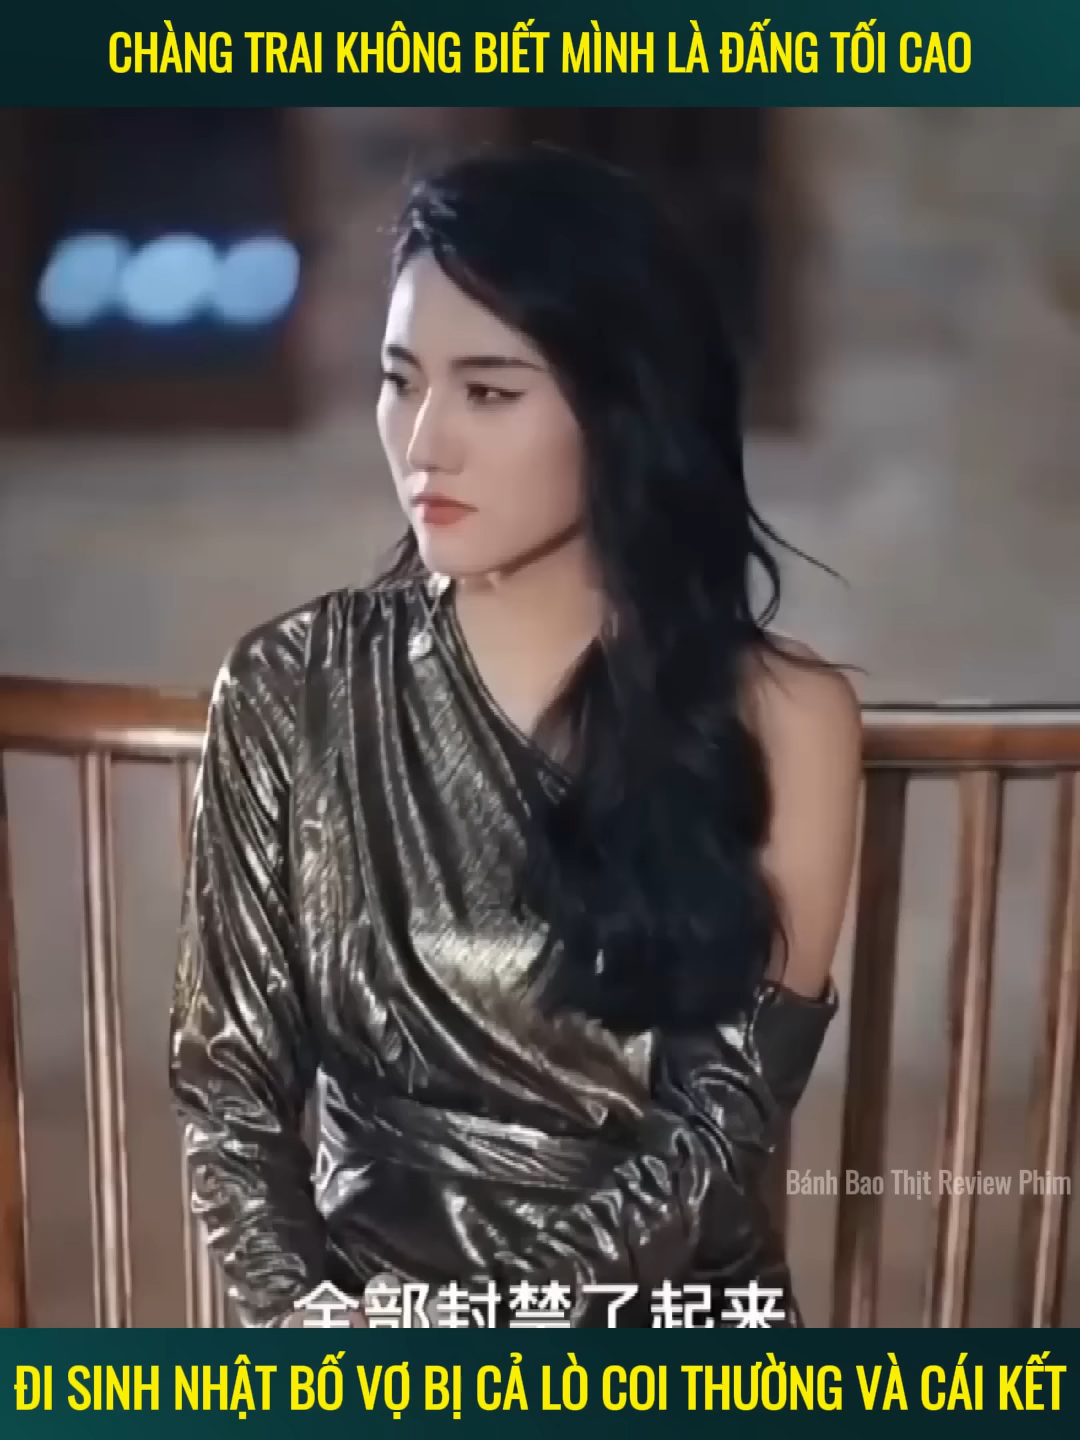 CHÀNG TRAI KHÔNG BIẾT MÌNH LÀ ĐẤNG TỐI CAO
Bánh Bao Thịt Review Phim
全部封禁了起来
ĐI SINH NHẬT BỐ VỢ BỊ CẢ LÒ COI THƯỜNG VÀ CÁI KẾT